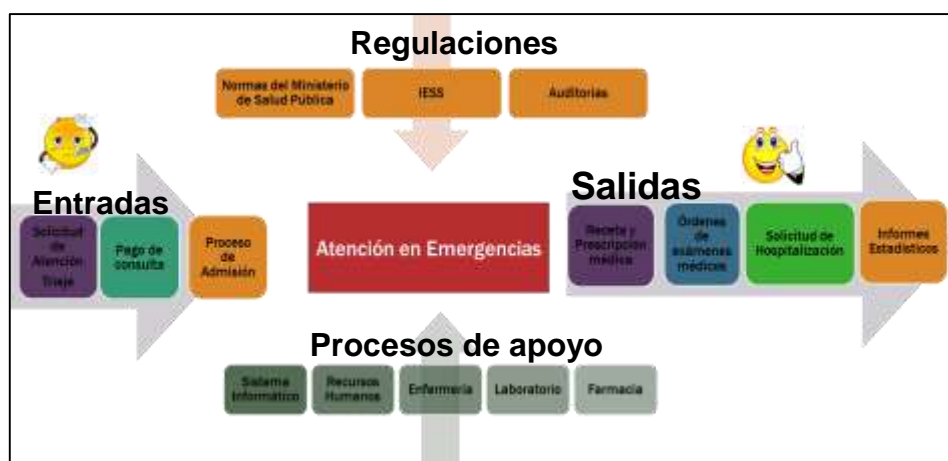 Regulaciones
Normas del Ministerio
de Salud Pública
IESS
Auditorias
Entradas
Solicitud
de
Atención
Triaje
Pago de
consulta
Proceso
de
Admisión
Atención en Emergencias
Salidas
Receta y
Prescripción
médica
Órdenes
de
exámenes
médicos
Solicitud de
Hospitalización
Informes
Estadísticos
Procesos de apoyo
Sistema
Informático
Recursos
Humanos
Enfermería
Laboratorio
Farmacia